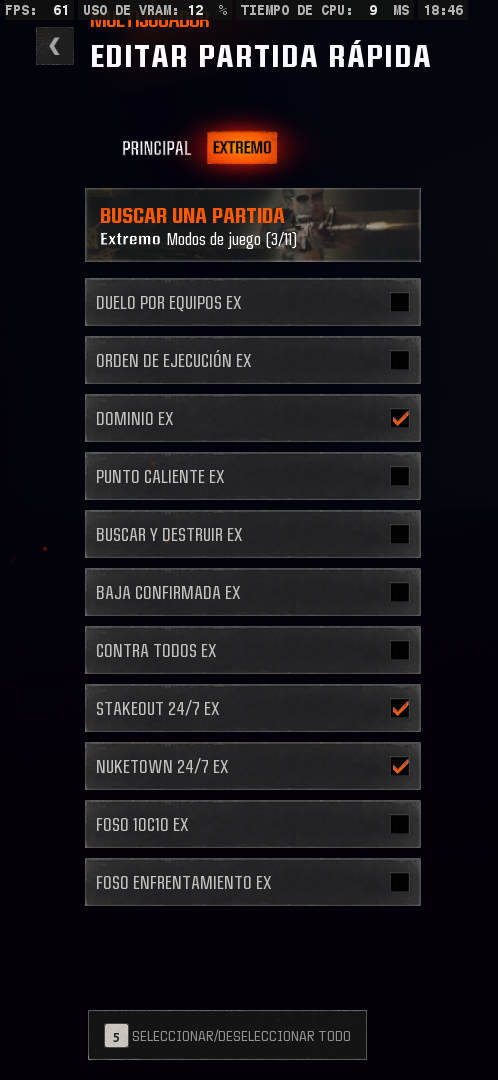 FPS: 61 USO DE VRAM: 12 % TIEMPO DE CPU: 9 MS 18:46
MULTIJUGADOR
EDITAR PARTIDA RÁPIDA
PRINCIPAL EXTREMO
BUSCAR UNA PARTIDA
Extremo Modos de juego (3/11)
DUELO POR EQUIPOS EX
ORDEN DE EJECUCIÓN EX
DOMINIO EX
PUNTO CALIENTE EX
BUSCAR Y DESTRUIR EX
BAJA CONFIRMADA EX
CONTRA TODOS EX
STAKEOUT 24/7 EX
NUKETOWN 24/7 EX
FOSO 10C10 EX
FOSO ENFRENTAMIENTO EX
5 SELECCIONAR/DESELECCIONAR TODO